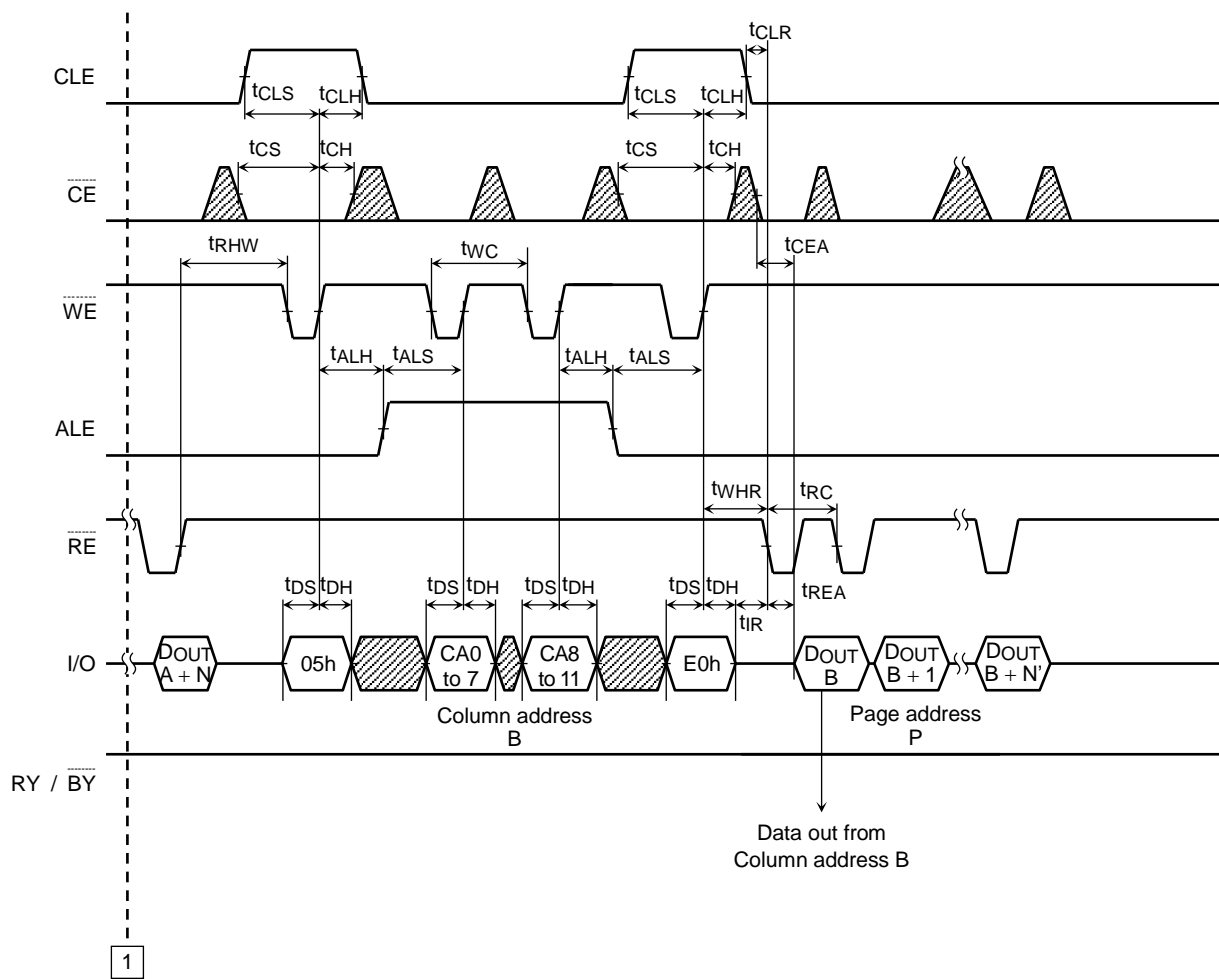 tCLR
CLE
tCLS tCLH tCLS tCLH
tCS tCH tCS tCH
CE
tRHW tWC tCEA
WE
tALH tALS tALH tALS
ALE
tWHR tRC
RE
tDS tDH tDS tDH tDS tDH tDS tDH tREA
tIR
I/O
DOUT
A + N
05h
CA0
to 7
CA8
to 11
E0h
DOUT
B
DOUT
B + 1
DOUT
B + N’
Column address
B
Page address
P
RY / BY
Data out from
Column address B
1